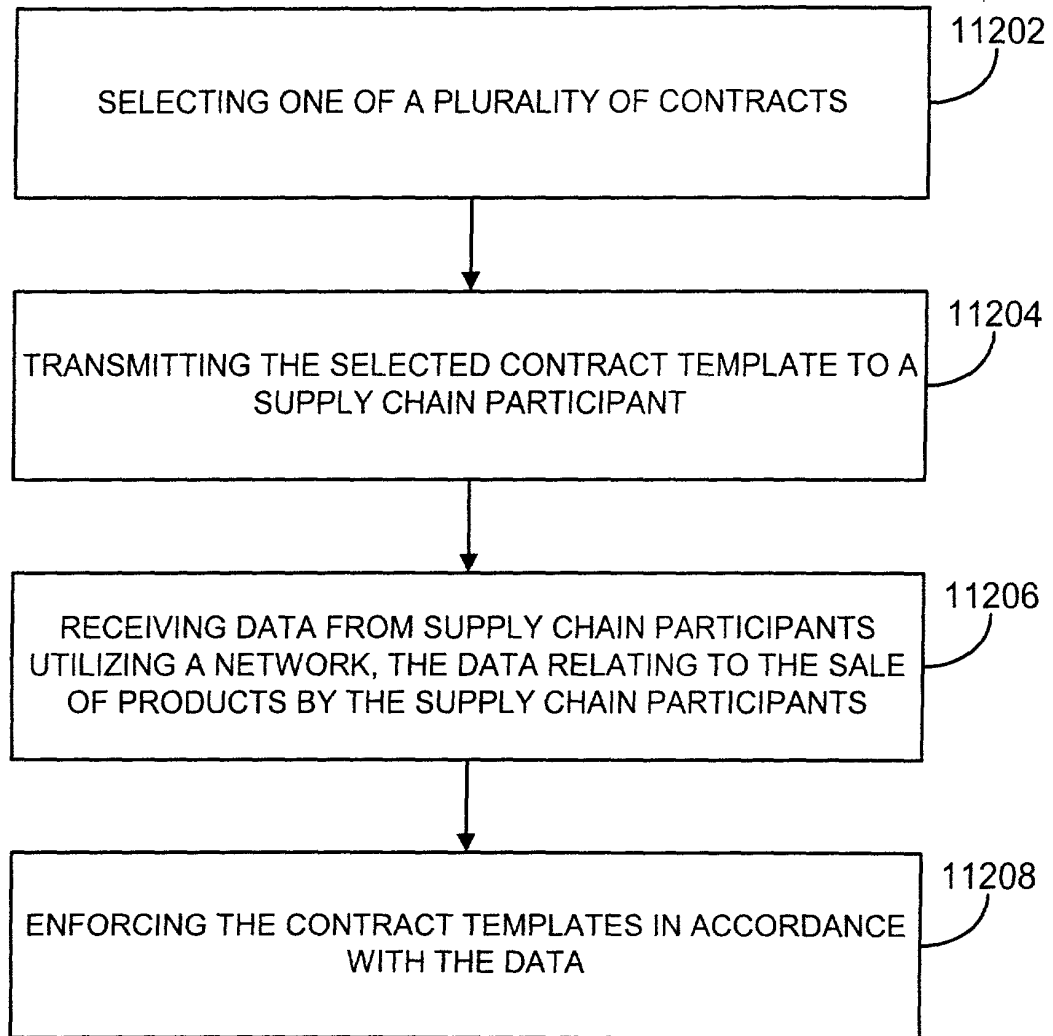 11202
SELECTING ONE OF A PLURALITY OF CONTRACTS
11204
TRANSMITTING THE SELECTED CONTRACT TEMPLATE TO A
SUPPLY CHAIN PARTICIPANT
11206
RECEIVING DATA FROM SUPPLY CHAIN PARTICIPANTS
UTILIZING A NETWORK, THE DATA RELATING TO THE SALE
OF PRODUCTS BY THE SUPPLY CHAIN PARTICIPANTS
11208
ENFORCING THE CONTRACT TEMPLATES IN ACCORDANCE
WITH THE DATA